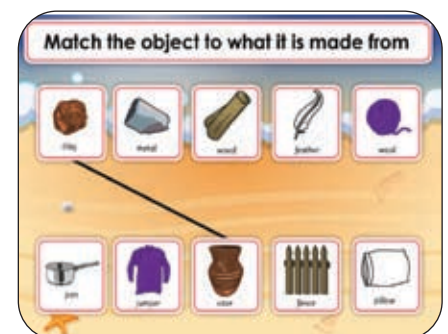 Match the object to what it is made from
clay metal wood feather wool
pan jumper vase fence pillow